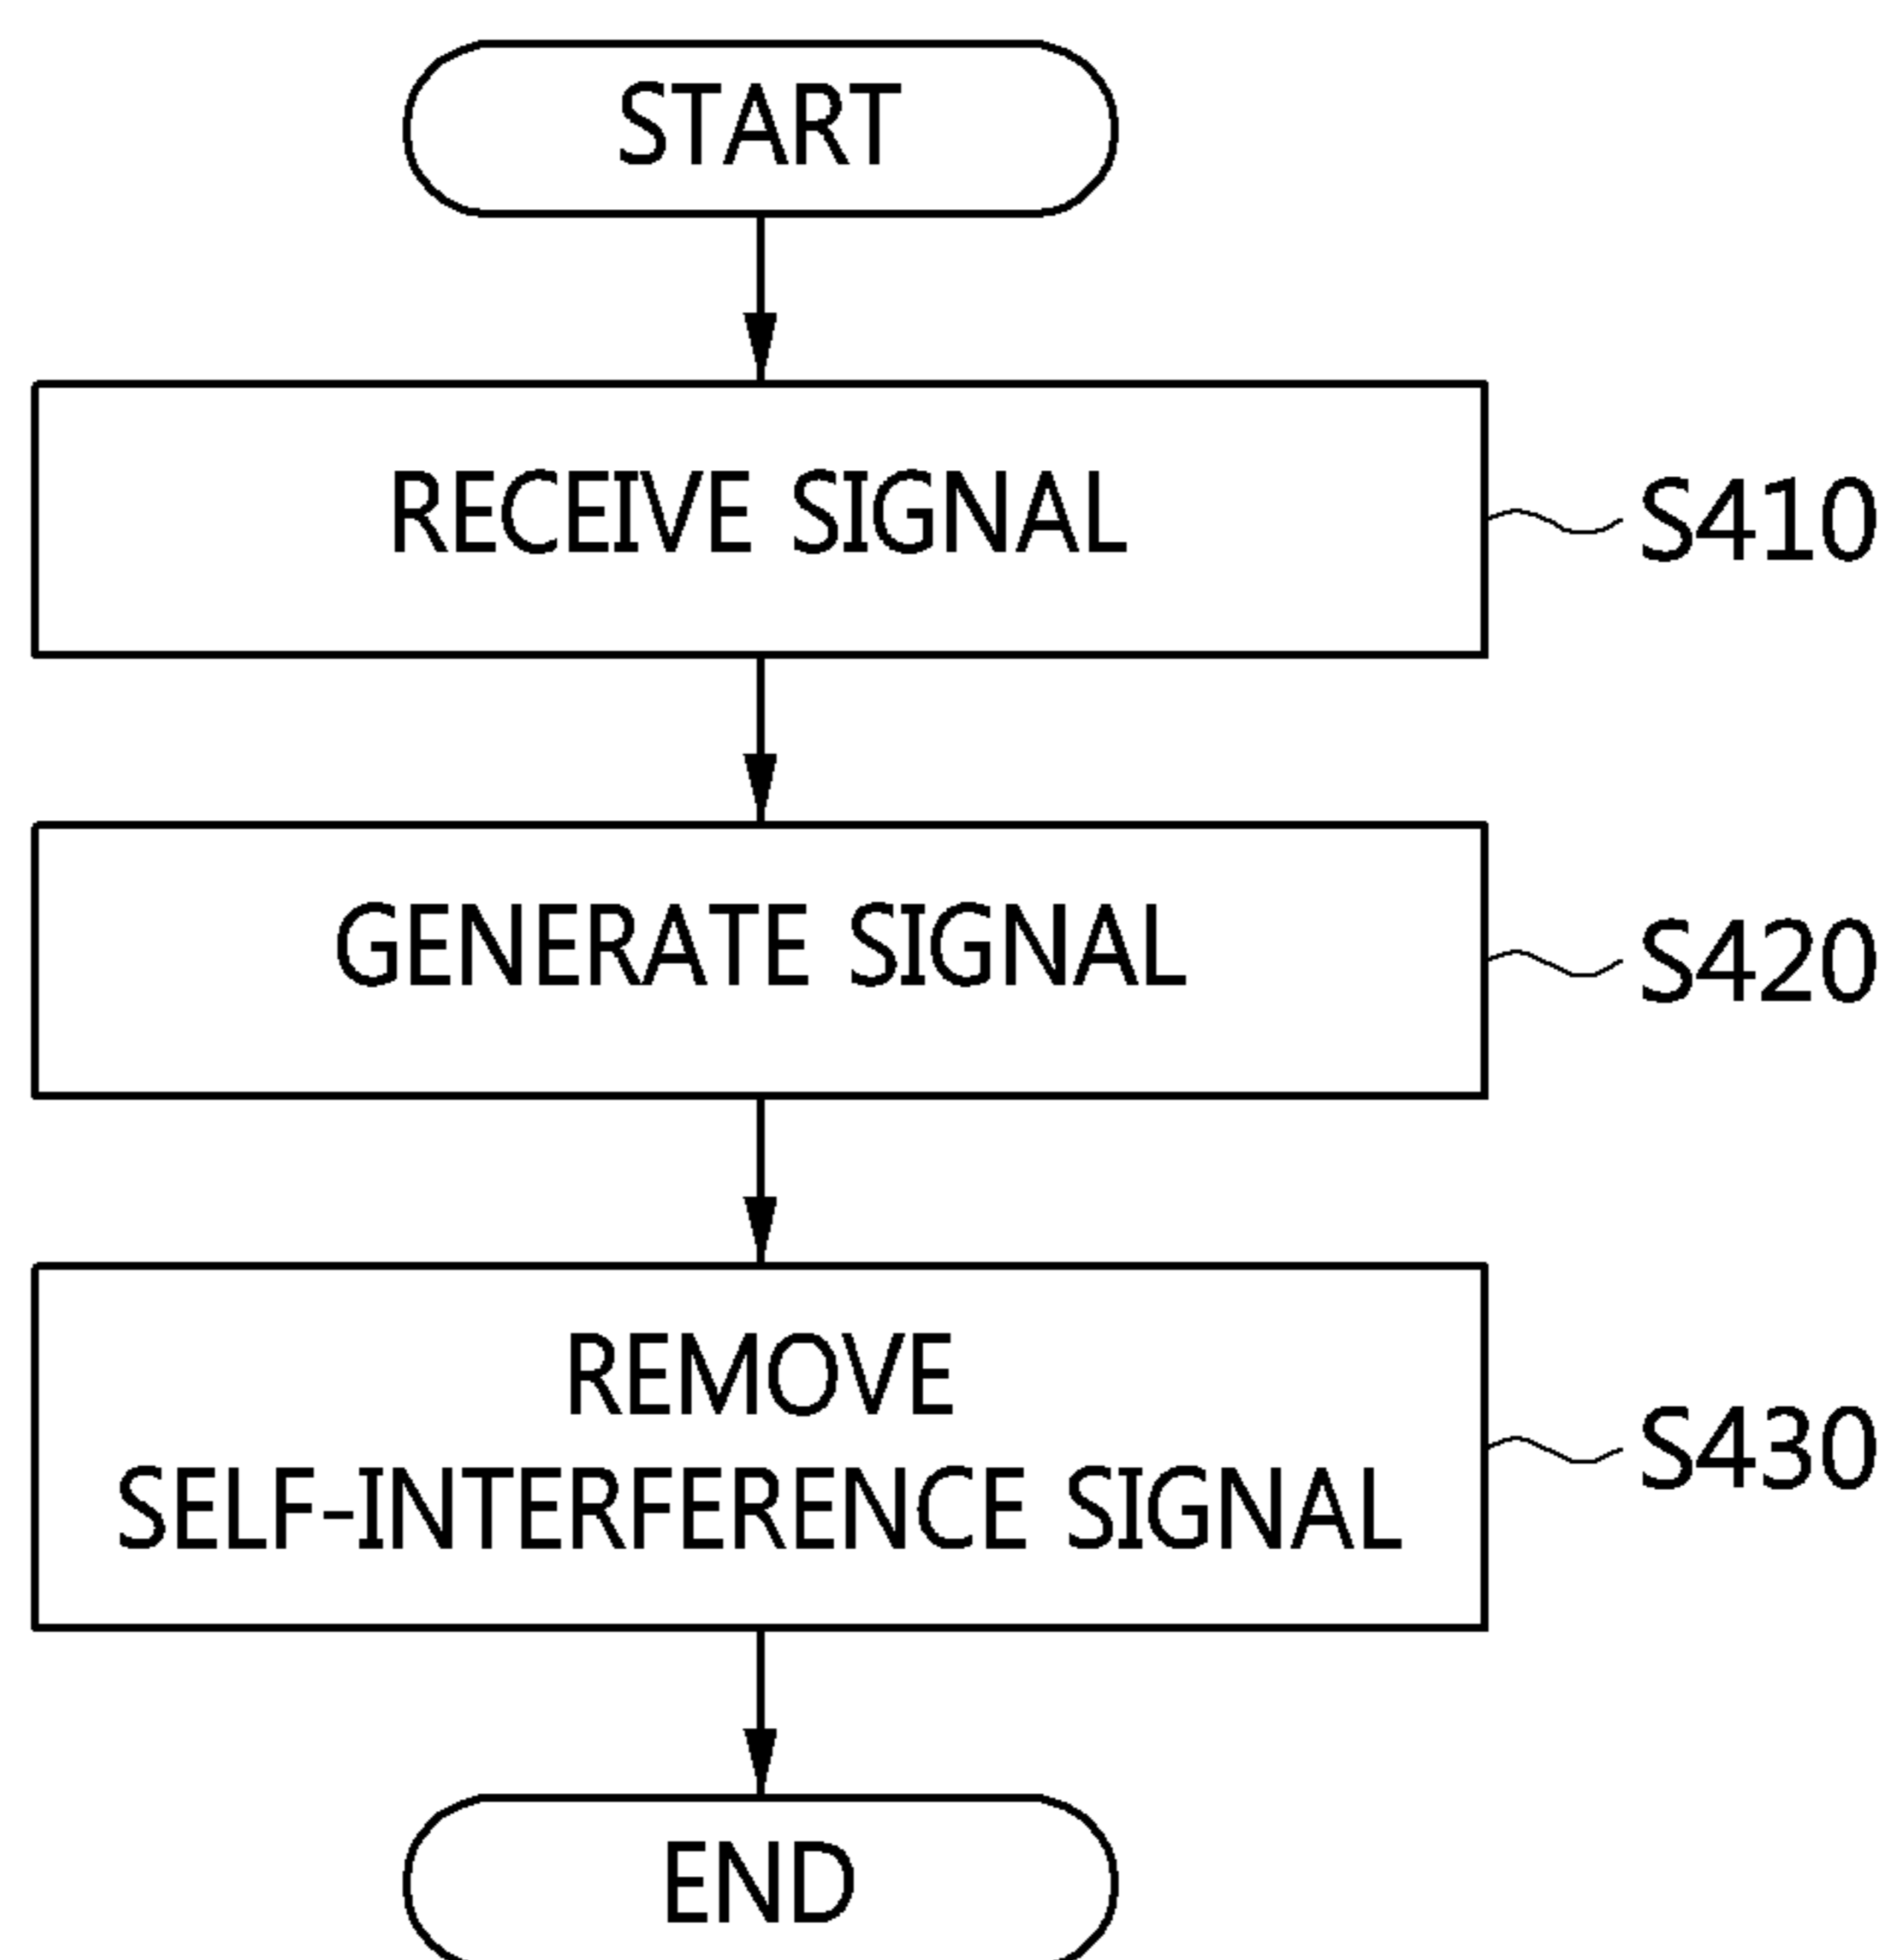 START
RECEIVE SIGNAL
S410
GENERATE SIGNAL
S420
REMOVE
SELF-INTERFERENCE SIGNAL
S430
END